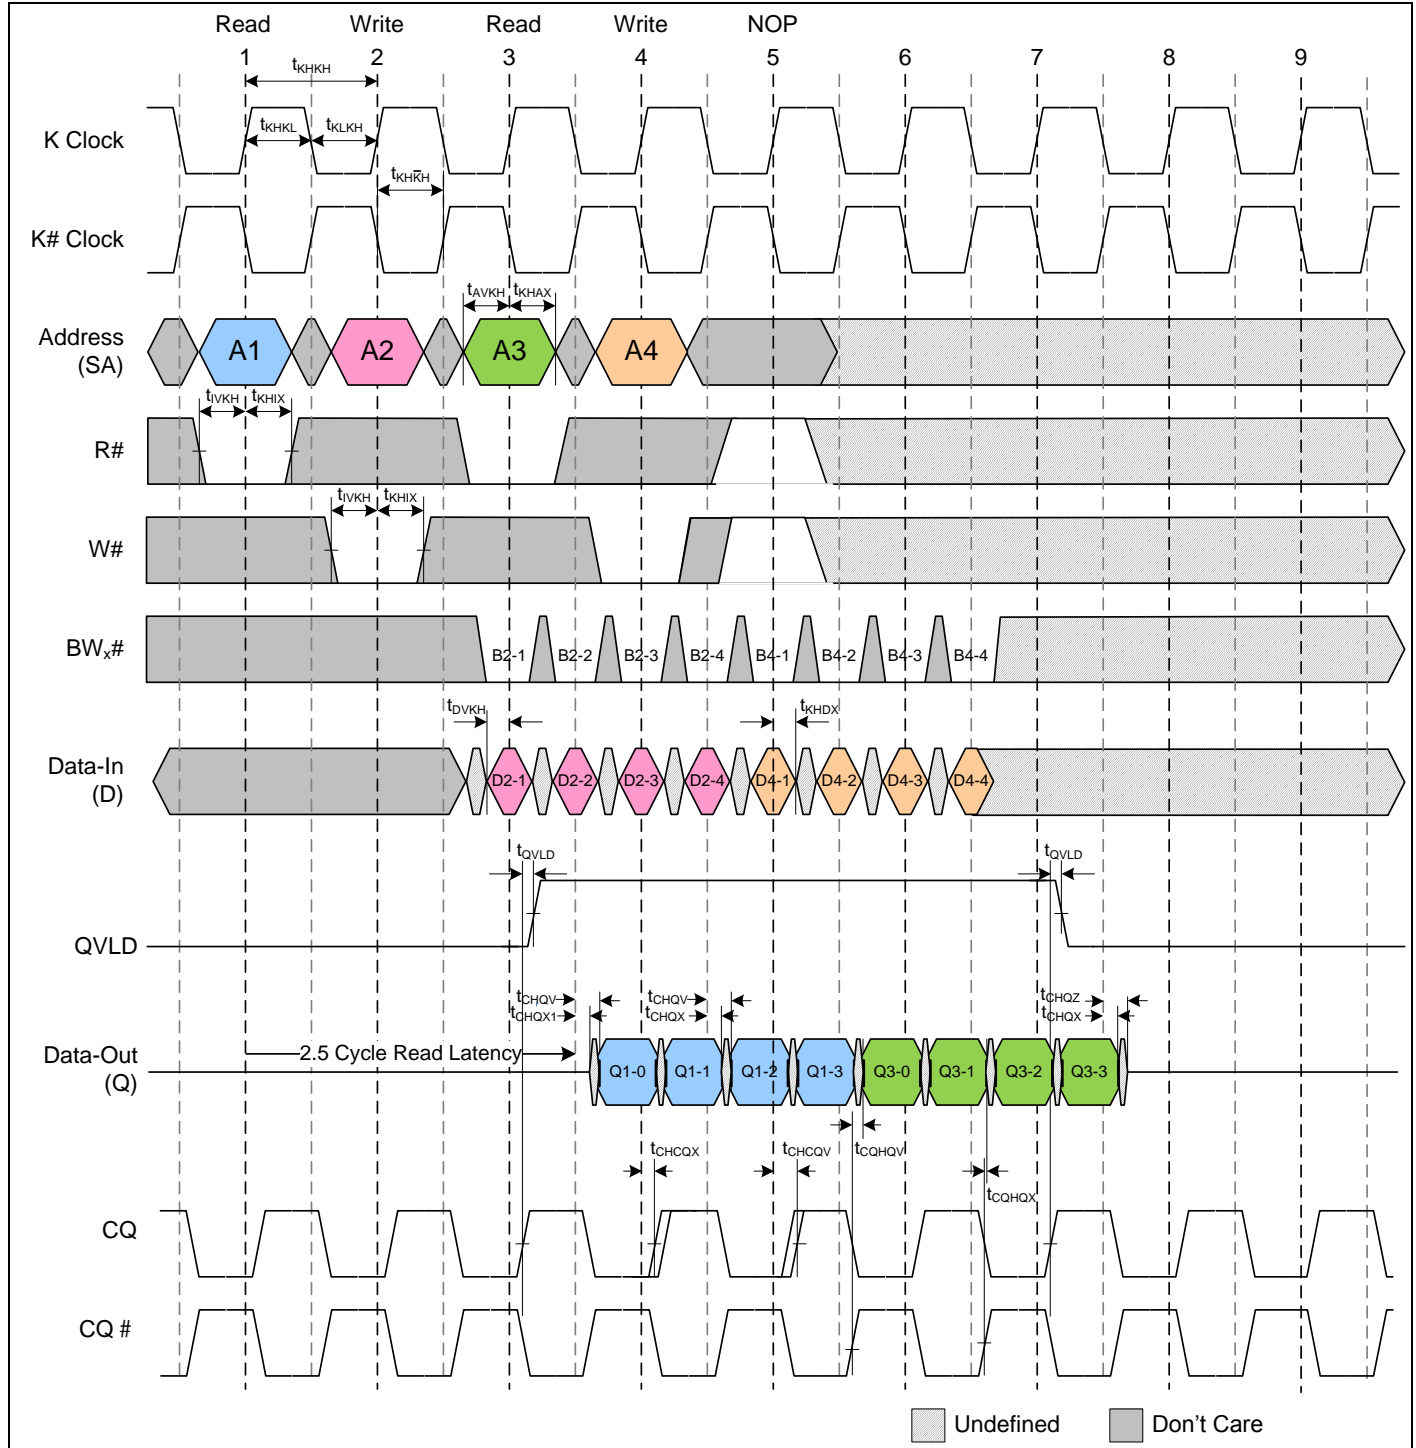 Read Write Read Write NOP
1 2 3 4 5 6 7 8 9
tKHKH
K Clock
tKHKL tKLKH
tKHK̄H
K# Clock
tAVKH tKHAX
Address
(SA)
A1 A2 A3 A4
tIVKH tKHIX
R#
tIVKH tKHIX
W#
BWx#
B2-1 B2-2 B2-3 B2-4 B4-1 B4-2 B4-3 B4-4
tDVKH tKHDX
Data-In
(D)
D2-1 D2-2 D2-3 D2-4 D4-1 D4-2 D4-3 D4-4
tQVLD tQVLD
QVLD
tCHQV tCHQV tCHQZ
tCHQX1 tCHQX tCHQX
Data-Out
(Q)
2.5 Cycle Read Latency
Q1-0 Q1-1 Q1-2 Q1-3 Q3-0 Q3-1 Q3-2 Q3-3
tCHCQX tCHCQV tCQHQV
tCQHQX
CQ
CQ #
Undefined Don't Care